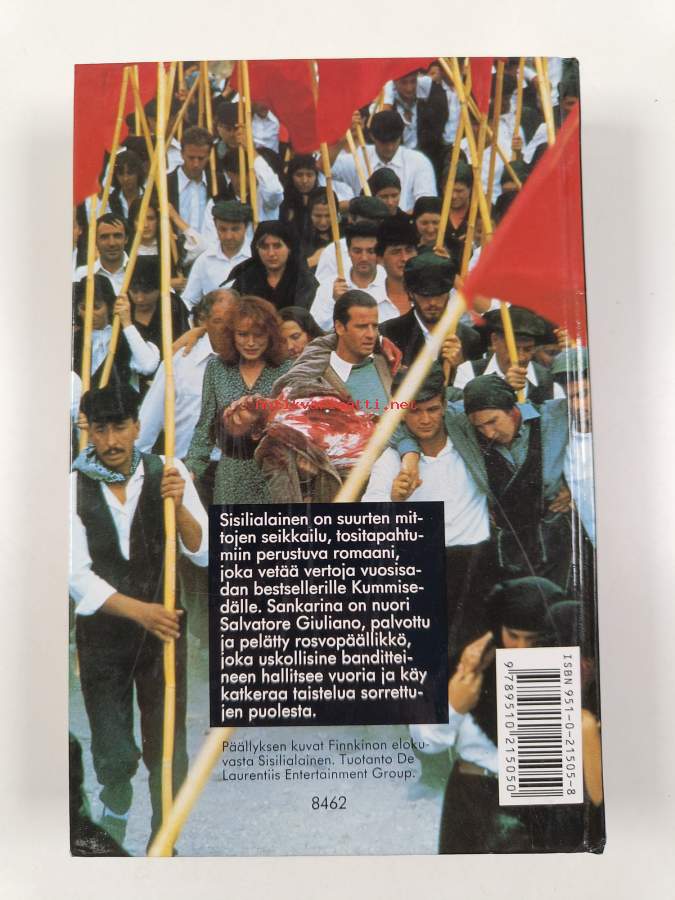 Sisilialainen on suurten mit-
tojen seikkailu, tositapahtu-
miin perustuva romaani,
joka vetää vertoja vuosisa-
dan bestsellerille Kummise-
dälle. Sankarina on nuori
Salvatore Giuliano, palvottu
ja pelätty rosvopäällikkö,
joka uskollisine bandittei-
neen hallitsee vuoria ja käy
katkeraa taistelua sorrettu-
jen puolesta.
Päällyksen kuvat Finnkinon eloku-
vasta Sisilialainen. Tuotanto De
Laurentiis Entertainment Group.
8462
ISBN 951-0-21505-8
9789510215050